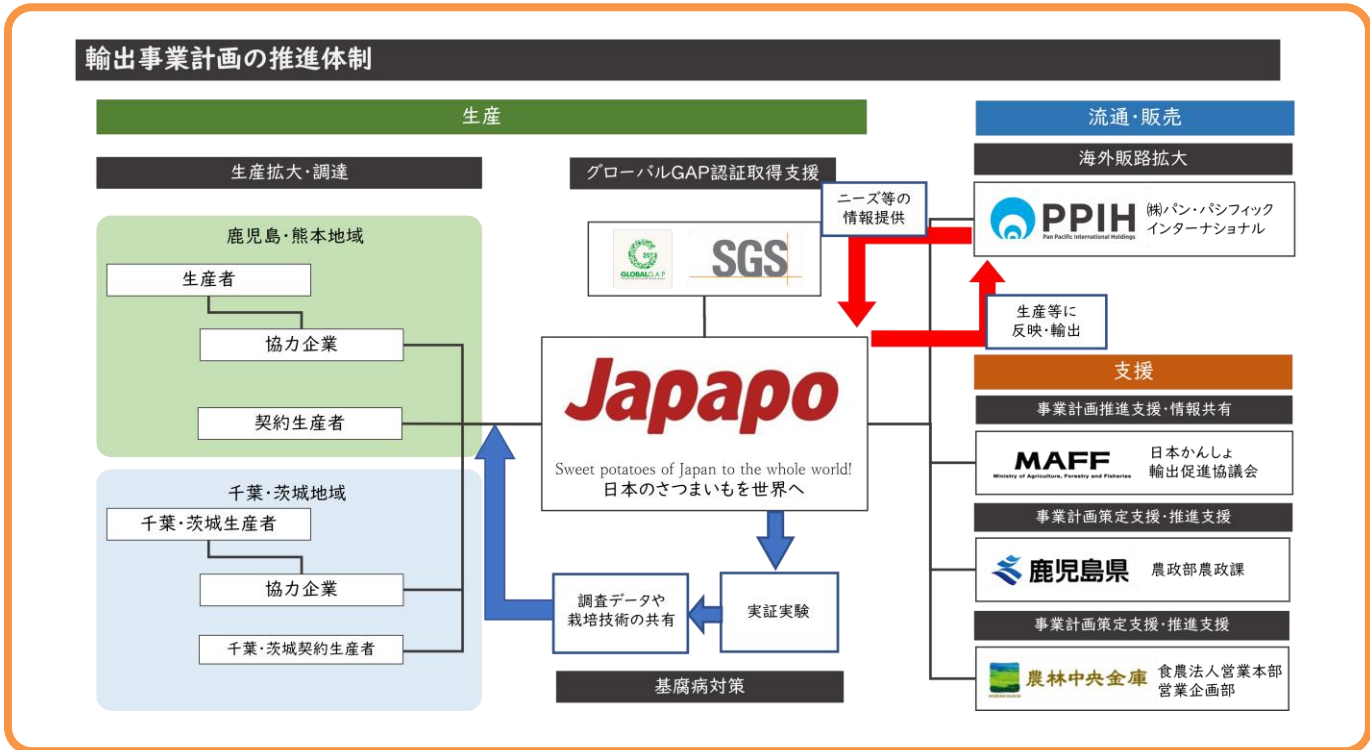 輸出事業計画の推進体制
生産
生産拡大・調達
鹿児島・熊本地域
生産者
協力企業
契約生産者
千葉・茨城地域
千葉・茨城生産者
協力企業
千葉・茨城契約生産者
グローバルGAP認証取得支援
GLOBALG.A.P
SGS
Japapo
Sweet potatoes of Japan to the whole world!
日本のさつまいもを世界へ
実証実験
調査データや
栽培技術の共有
基腐病対策
ニーズ等の
情報提供
生産等に
反映・輸出
流通・販売
海外販路拡大
PPIH
Pan Pacific International Holdings
㈱パン・パシフィック
インターナショナル
支援
事業計画推進支援・情報共有
MAFF
Ministry of Agriculture, Forestry and Fisheries
日本かんしょ
輸出促進協議会
事業計画策定支援・推進支援
鹿児島県
農政部農政課
事業計画策定支援・推進支援
農林中央金庫
食農法人営業本部
営業企画部